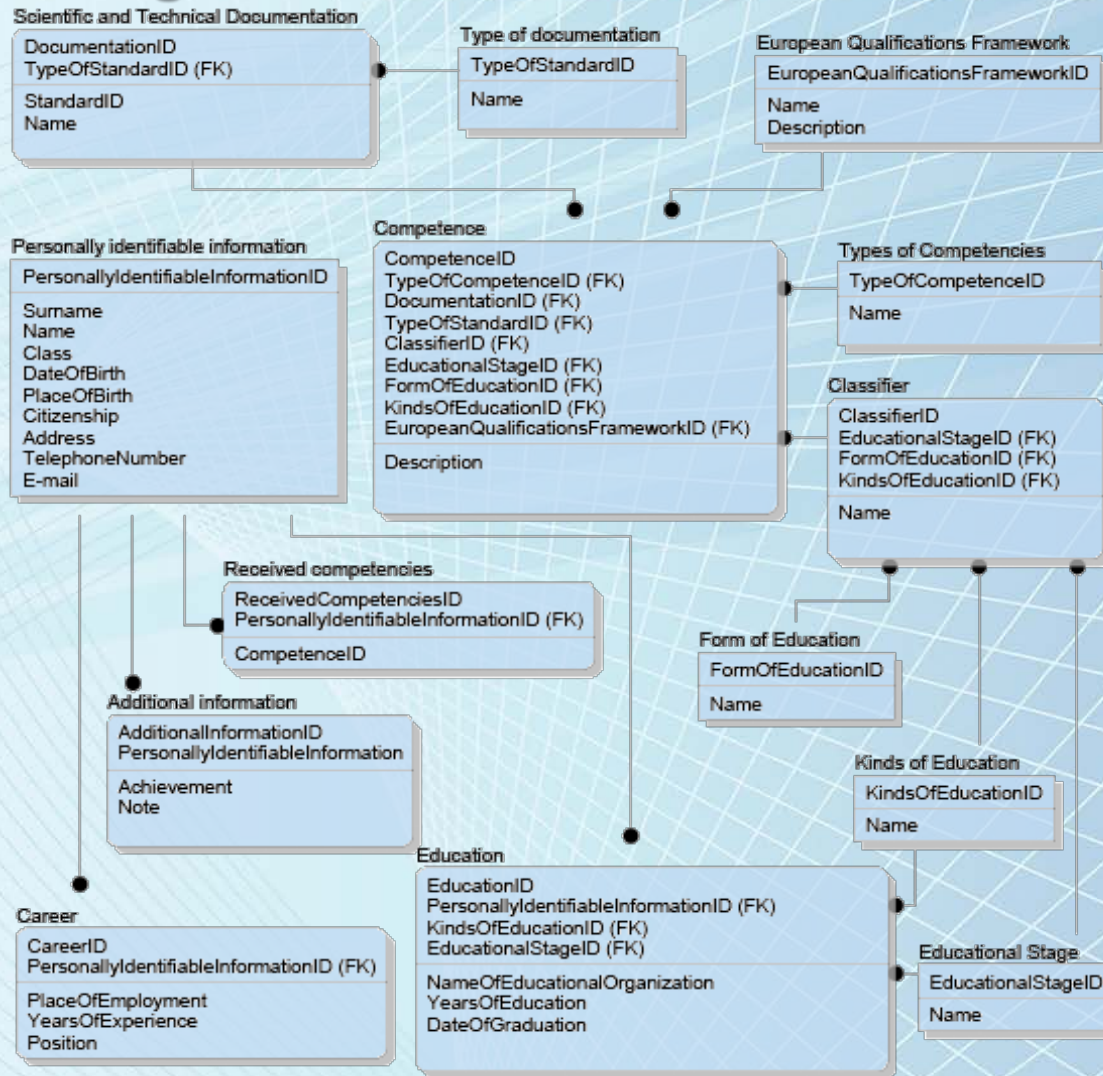 Scientific and Technical Documentation
DocumentationID
TypeOfStandardID (FK)
StandardID
Name
Type of documentation
TypeOfStandardID
Name
European Qualifications Framework
EuropeanQualificationsFrameworkID
Name
Description
Personally identifiable information
PersonallyIdentifiableInformationID
Surname
Name
Class
DateOfBirth
PlaceOfBirth
Citizenship
Address
TelephoneNumber
E-mail
Competence
CompetenceID
TypeOfCompetenceID (FK)
DocumentationID (FK)
TypeOfStandardID (FK)
ClassifierID (FK)
EducationalStageID (FK)
FormOfEducationID (FK)
KindsOfEducationID (FK)
EuropeanQualificationsFrameworkID (FK)
Description
Types of Competencies
TypeOfCompetenceID
Name
Classifier
ClassifierID
EducationalStageID (FK)
FormOfEducationID (FK)
KindsOfEducationID (FK)
Name
Received competencies
ReceivedCompetenciesID
PersonallyIdentifiableInformationID (FK)
CompetenceID
Form of Education
FormOfEducationID
Name
Additional information
AdditionalInformationID
PersonallyIdentifiableInformation
Achievement
Note
Kinds of Education
KindsOfEducationID
Name
Education
EducationID
PersonallyIdentifiableInformationID (FK)
KindsOfEducationID (FK)
EducationalStageID (FK)
NameOfEducationalOrganization
YearsOfEducation
DateOfGraduation
Career
CareerID
PersonallyIdentifiableInformationID (FK)
PlaceOfEmployment
YearsOfExperience
Position
Educational Stage
EducationalStageID
Name